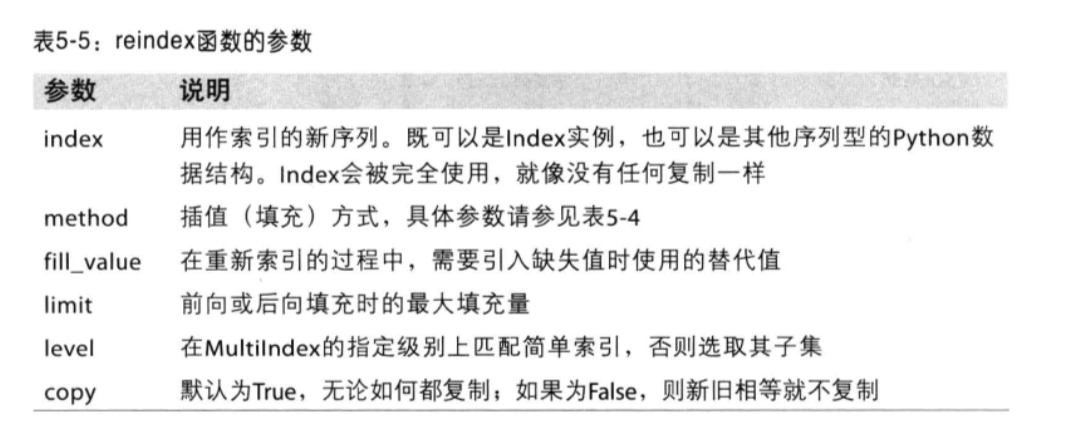 表5-5：reindex函数的参数
参数 说明
index 用作索引的新序列。既可以是Index实例，也可以是其他序列型的Python数
据结构。Index会被完全使用，就像没有任何复制一样
method 插值（填充）方式，具体参数请参见表5-4
fill_value 在重新索引的过程中，需要引入缺失值时使用的替代值
limit 前向或后向填充时的最大填充量
level 在MultiIndex的指定级别上匹配简单索引，否则选取其子集
copy 默认为True，无论如何都复制；如果为False，则新旧相等就不复制